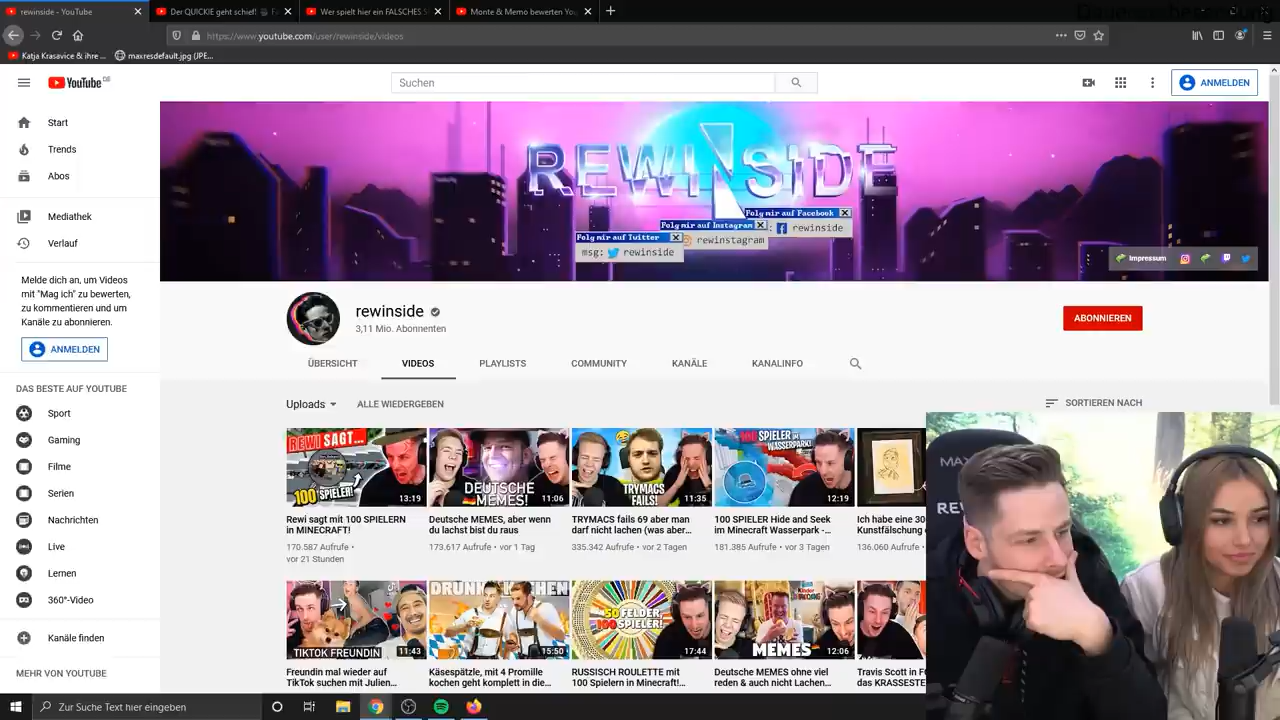 rewinside - YouTube
Der QUICKIE geht schief!
Wer spielt hier ein FALSCHES S
Monte & Memo bewerten You
https://www.youtube.com/user/rewinside/videos
Katja Krasavice & ihre ...
maxresdefault.jpg (JPE...
YouTube DE
Suchen
ANMELDEN
Start
Trends
Abos
Mediathek
Verlauf
Melde dich an, um Videos
mit "Mag ich" zu bewerten,
zu kommentieren und um
Kanäle zu abonnieren.
ANMELDEN
DAS BESTE AUF YOUTUBE
Sport
Gaming
Filme
Serien
Nachrichten
Live
Lernen
360°-Video
Kanäle finden
MEHR VON YOUTUBE
REWINSIDE
Folg mir auf Facebook
rewinside
Folg mir auf Instagram
rewinstagram
Folg mir auf Twitter
msg: rewinside
Impressum
rewinside
3,11 Mio. Abonnenten
ABONNIEREN
ÜBERSICHT
VIDEOS
PLAYLISTS
COMMUNITY
KANÄLE
KANALINFO
Uploads
ALLE WIEDERGEBEN
SORTIEREN NACH
REWI SAGT...
100 SPIELER!
13:19
Rewi sagt mit 100 SPIELERN
in MINECRAFT!
170.587 Aufrufe •
vor 21 Stunden
DEUTSCHE
MEMES!
11:06
Deutsche MEMES, aber wenn
du lachst bist du raus
173.617 Aufrufe • vor 1 Tag
TRYMACS
FAILS!
11:35
TRYMACS fails 69 aber man
darf nicht lachen (was aber...
335.342 Aufrufe • vor 2 Tagen
100 SPIELER
IM WASSERPARK!
12:19
100 SPIELER Hide and Seek
im Minecraft Wasserpark -...
181.385 Aufrufe • vor 3 Tagen
Ich habe eine 30
Kunstfälschung
136.060 Aufrufe •
TIKTOK FREUNDIN
11:43
Freundin mal wieder auf
TikTok suchen mit Julien...
DRUNK KOCHEN
15:50
Käsespätzle, mit 4 Promille
kochen geht komplett in die...
50 FELDER,
100 SPIELER!
17:44
RUSSISCH ROULETTE mit
100 Spielern in Minecraft!...
MEMES
12:06
Deutsche MEMES ohne viel
reden & auch nicht Lachen...
Travis Scott in F
das KRASSESTE
Zur Suche Text hier eingeben